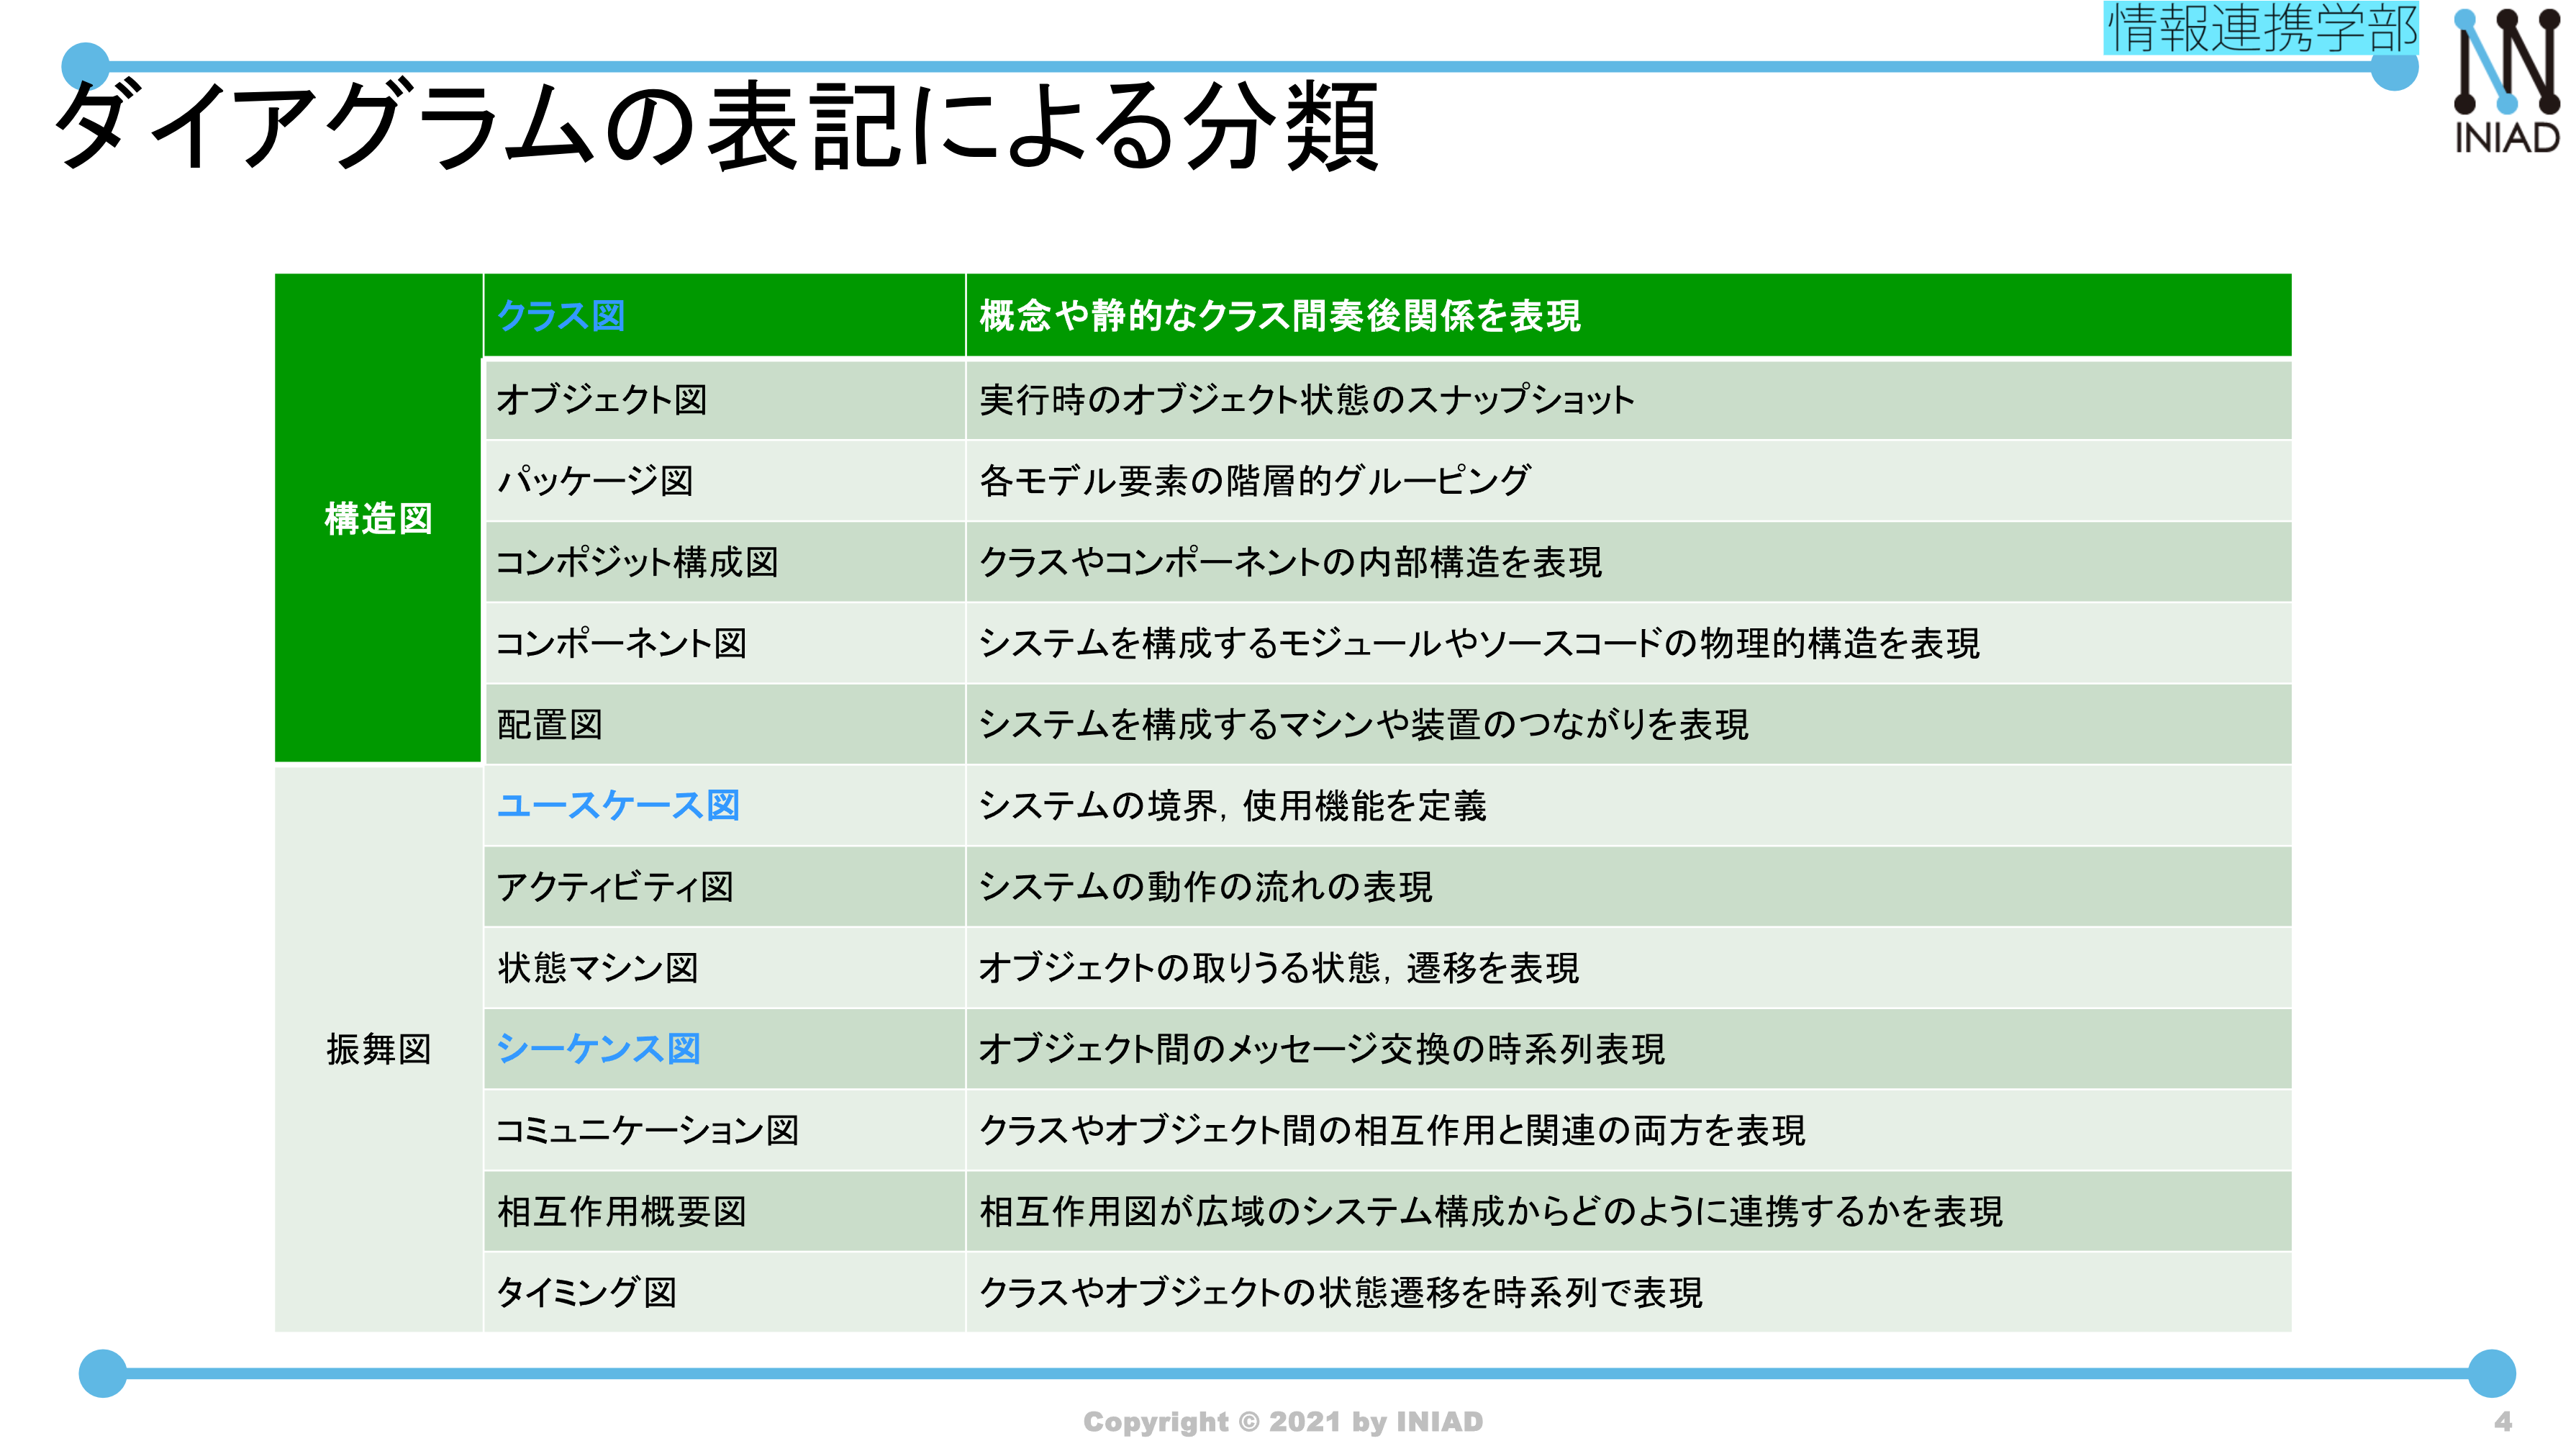 情報連携学部
INIAD
ダイアグラムの表記による分類
構造図
クラス図 概念や静的なクラス間奏後関係を表現
オブジェクト図 実行時のオブジェクト状態のスナップショット
パッケージ図 各モデル要素の階層的グルーピング
コンポジット構成図 クラスやコンポーネントの内部構造を表現
コンポーネント図 システムを構成するモジュールやソースコードの物理的構造を表現
配置図 システムを構成するマシンや装置のつながりを表現
振舞図
ユースケース図 システムの境界，使用機能を定義
アクティビティ図 システムの動作の流れの表現
状態マシン図 オブジェクトの取りうる状態，遷移を表現
シーケンス図 オブジェクト間のメッセージ交換の時系列表現
コミュニケーション図 クラスやオブジェクト間の相互作用と関連の両方を表現
相互作用概要図 相互作用図が広域のシステム構成からどのように連携するかを表現
タイミング図 クラスやオブジェクトの状態遷移を時系列で表現
Copyright © 2021 by INIAD
4